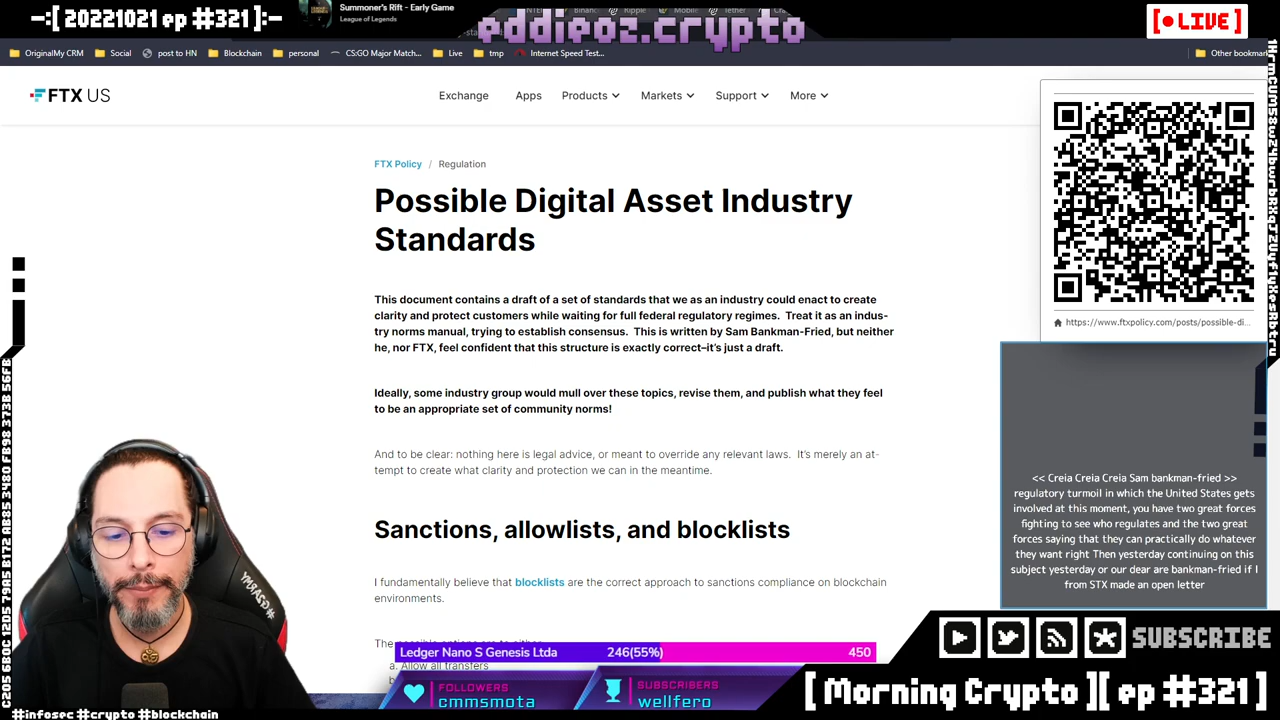 -:[ 20221021 ep #321 ]:-
Summoner's Rift - Early Game
League of Legends
eddieoz.crypto
[ LIVE ]
OriginalMy CRM
Social
post to HN
Blockchain
personal
CS:GO Major Match...
Live
tmp
Internet Speed Test...
Other bookmar
FTX US
Exchange
Apps
Products
Markets
Support
More
FTX Policy / Regulation
Possible Digital Asset Industry
Standards
This document contains a draft of a set of standards that we as an industry could enact to create
clarity and protect customers while waiting for full federal regulatory regimes. Treat it as an indus-
try norms manual, trying to establish consensus. This is written by Sam Bankman-Fried, but neither
he, nor FTX, feel confident that this structure is exactly correct–it's just a draft.
Ideally, some industry group would mull over these topics, revise them, and publish what they feel
to be an appropriate set of community norms!
And to be clear: nothing here is legal advice, or meant to override any relevant laws. It's merely an at-
tempt to create what clarity and protection we can in the meantime.
Sanctions, allowlists, and blocklists
I fundamentally believe that blocklists are the correct approach to sanctions compliance on blockchain
environments.
a. Allow all transfers
https://www.ftxpolicy.com/posts/possible-di...
<< Creia Creia Creia Sam bankman-fried >>
regulatory turmoil in which the United States gets
involved at this moment, you have two great forces
fighting to see who regulates and the two great
forces saying that they can practically do whatever
they want right Then yesterday continuing on this
subject yesterday or our dear are bankman-fried if I
from STX made an open letter
Ledger Nano S Genesis Ltda
246(55%)
450
FOLLOWERS
cmmsmota
SUBSCRIBERS
wellfero
SUBSCRIBE
[ Morning Crypto ][ ep #321 ]
#infosec #crypto #blockchain